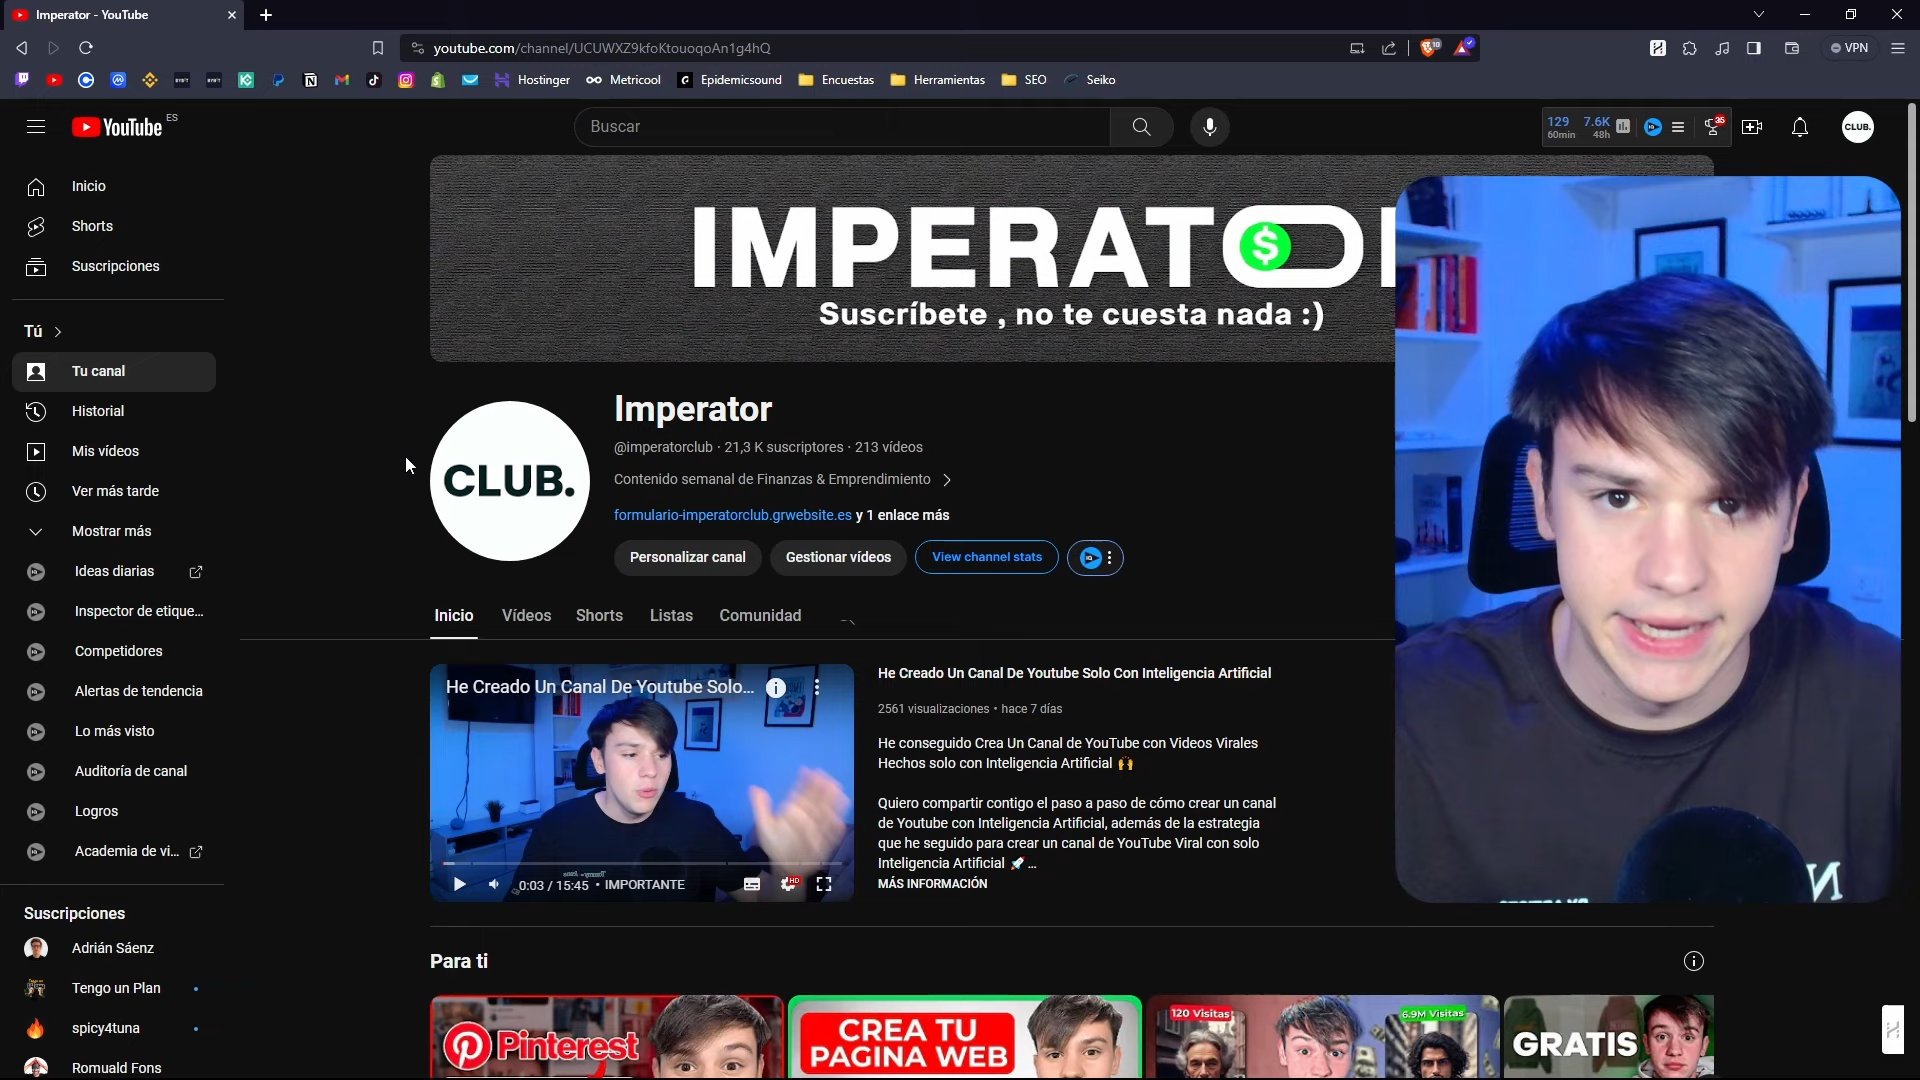 Imperator - YouTube
youtube.com/channel/UCUWXZ9kfoKtouoqoAn1g4hQ
10
VPN
Hostinger
Metricool
Epidemicsound
Encuestas
Herramientas
SEO
Seiko
YouTube ES
Buscar
129 7.6K
60min 48h
35
CLUB.
Inicio
Shorts
Suscripciones
Tú
Tu canal
Historial
Mis vídeos
Ver más tarde
Mostrar más
Ideas diarias
Inspector de etique...
Competidores
Alertas de tendencia
Lo más visto
Auditoría de canal
Logros
Academia de vi...
Suscripciones
Adrián Sáenz
Tengo un Plan
spicy4tuna
Romuald Fons
IMPERATO
$
Suscríbete , no te cuesta nada :)
CLUB.
Imperator
@imperatorclub · 21,3 K suscriptores · 213 vídeos
Contenido semanal de Finanzas & Emprendimiento
formulario-imperatorclub.grwebsite.es y 1 enlace más
Personalizar canal
Gestionar vídeos
View channel stats
Inicio
Vídeos
Shorts
Listas
Comunidad
He Creado Un Canal De Youtube Solo...
0:03 / 15:45 • IMPORTANTE
HD
He Creado Un Canal De Youtube Solo Con Inteligencia Artificial
2561 visualizaciones • hace 7 días
He conseguido Crea Un Canal de YouTube con Videos Virales
Hechos solo con Inteligencia Artificial 🙌
Quiero compartir contigo el paso a paso de cómo crear un canal
de Youtube con Inteligencia Artificial, además de la estrategia
que he seguido para crear un canal de YouTube Viral con solo
Inteligencia Artificial 🚀 ...
MÁS INFORMACIÓN
Para ti
Pinterest
CREA TU
PAGINA WEB
120 Visitas
6.9M Visitas
GRATIS